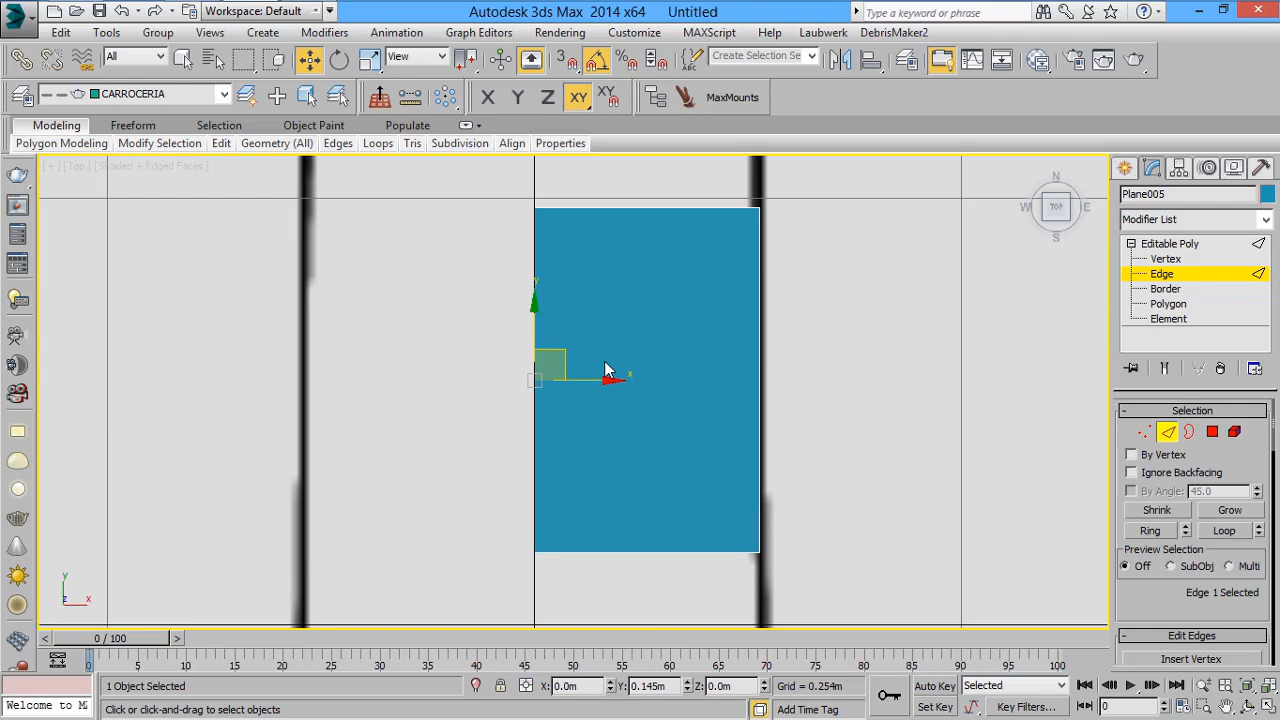 Workspace: Default
Autodesk 3ds Max 2014 x64
Untitled
Type a keyword or phrase
Edit
Tools
Group
Views
Create
Modifiers
Animation
Graph Editors
Rendering
Customize
MAXScript
Help
Laubwerk
DebrisMaker2
All
View
3
Create Selection Se
CARROCERIA
X
Y
Z
XY
XY
MaxMounts
Modeling
Freeform
Selection
Object Paint
Populate
Polygon Modeling
Modify Selection
Edit
Geometry (All)
Edges
Loops
Tris
Subdivision
Align
Properties
[+] [Top] [Shaded + Edged Faces]
N
W
TOP
E
S
y
x
y
z
x
Plane005
Modifier List
Editable Poly
Vertex
Edge
Border
Polygon
Element
Selection
By Vertex
Ignore Backfacing
By Angle:
45.0
Shrink
Grow
Ring
Loop
Preview Selection
Off
SubObj
Multi
Edge 1 Selected
Edit Edges
Insert Vertex
< 0 / 100 >
0 5 10 15 20 25 30 35 40 45 50 55 60 65 70 75 80 85 90 95 100
1 Object Selected
X: 0.0m
Y: 0.145m
Z: 0.0m
Grid = 0.254m
Auto Key
Selected
Welcome to M
Click or click-and-drag to select objects
Add Time Tag
Set Key
Key Filters...
0